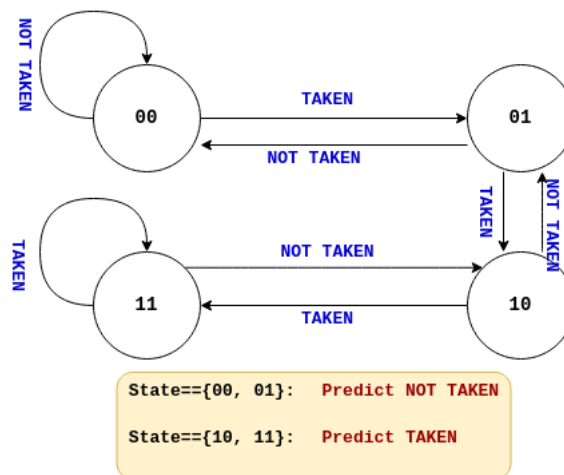 NOT TAKEN
00
TAKEN
01
NOT TAKEN
TAKEN
NOT TAKEN
TAKEN
11
NOT TAKEN
10
TAKEN
State=={00, 01}: Predict NOT TAKEN
State=={10, 11}: Predict TAKEN